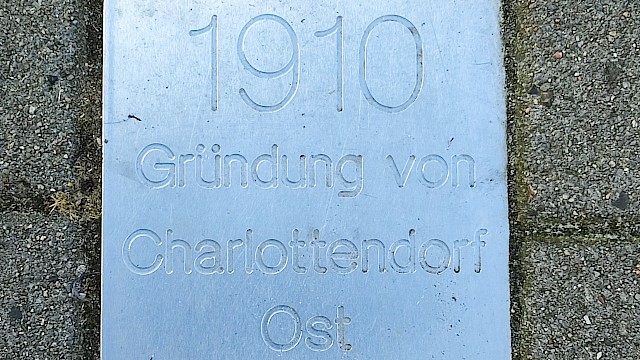 1910
Gründung von
Charlottendorf
Ost